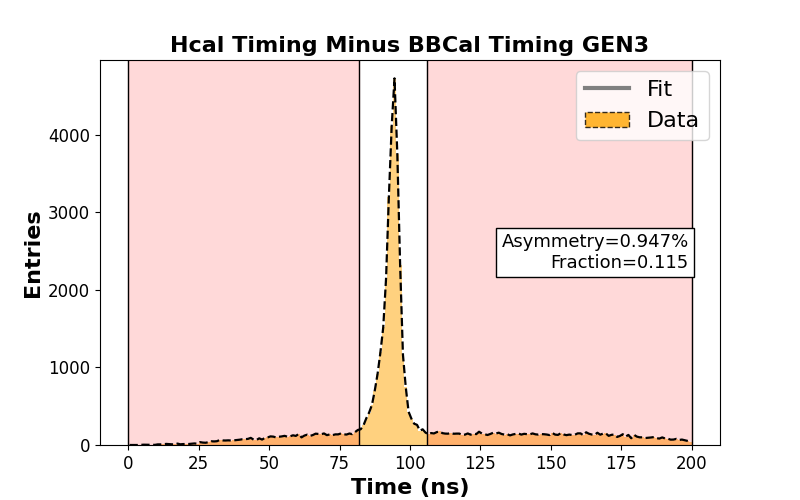 Hcal Timing Minus BBCal Timing GEN3
Fit
Data
4000
3000
2000
1000
0
Entries
Asymmetry=0.947%
Fraction=0.115
0 25 50 75 100 125 150 175 200
Time (ns)